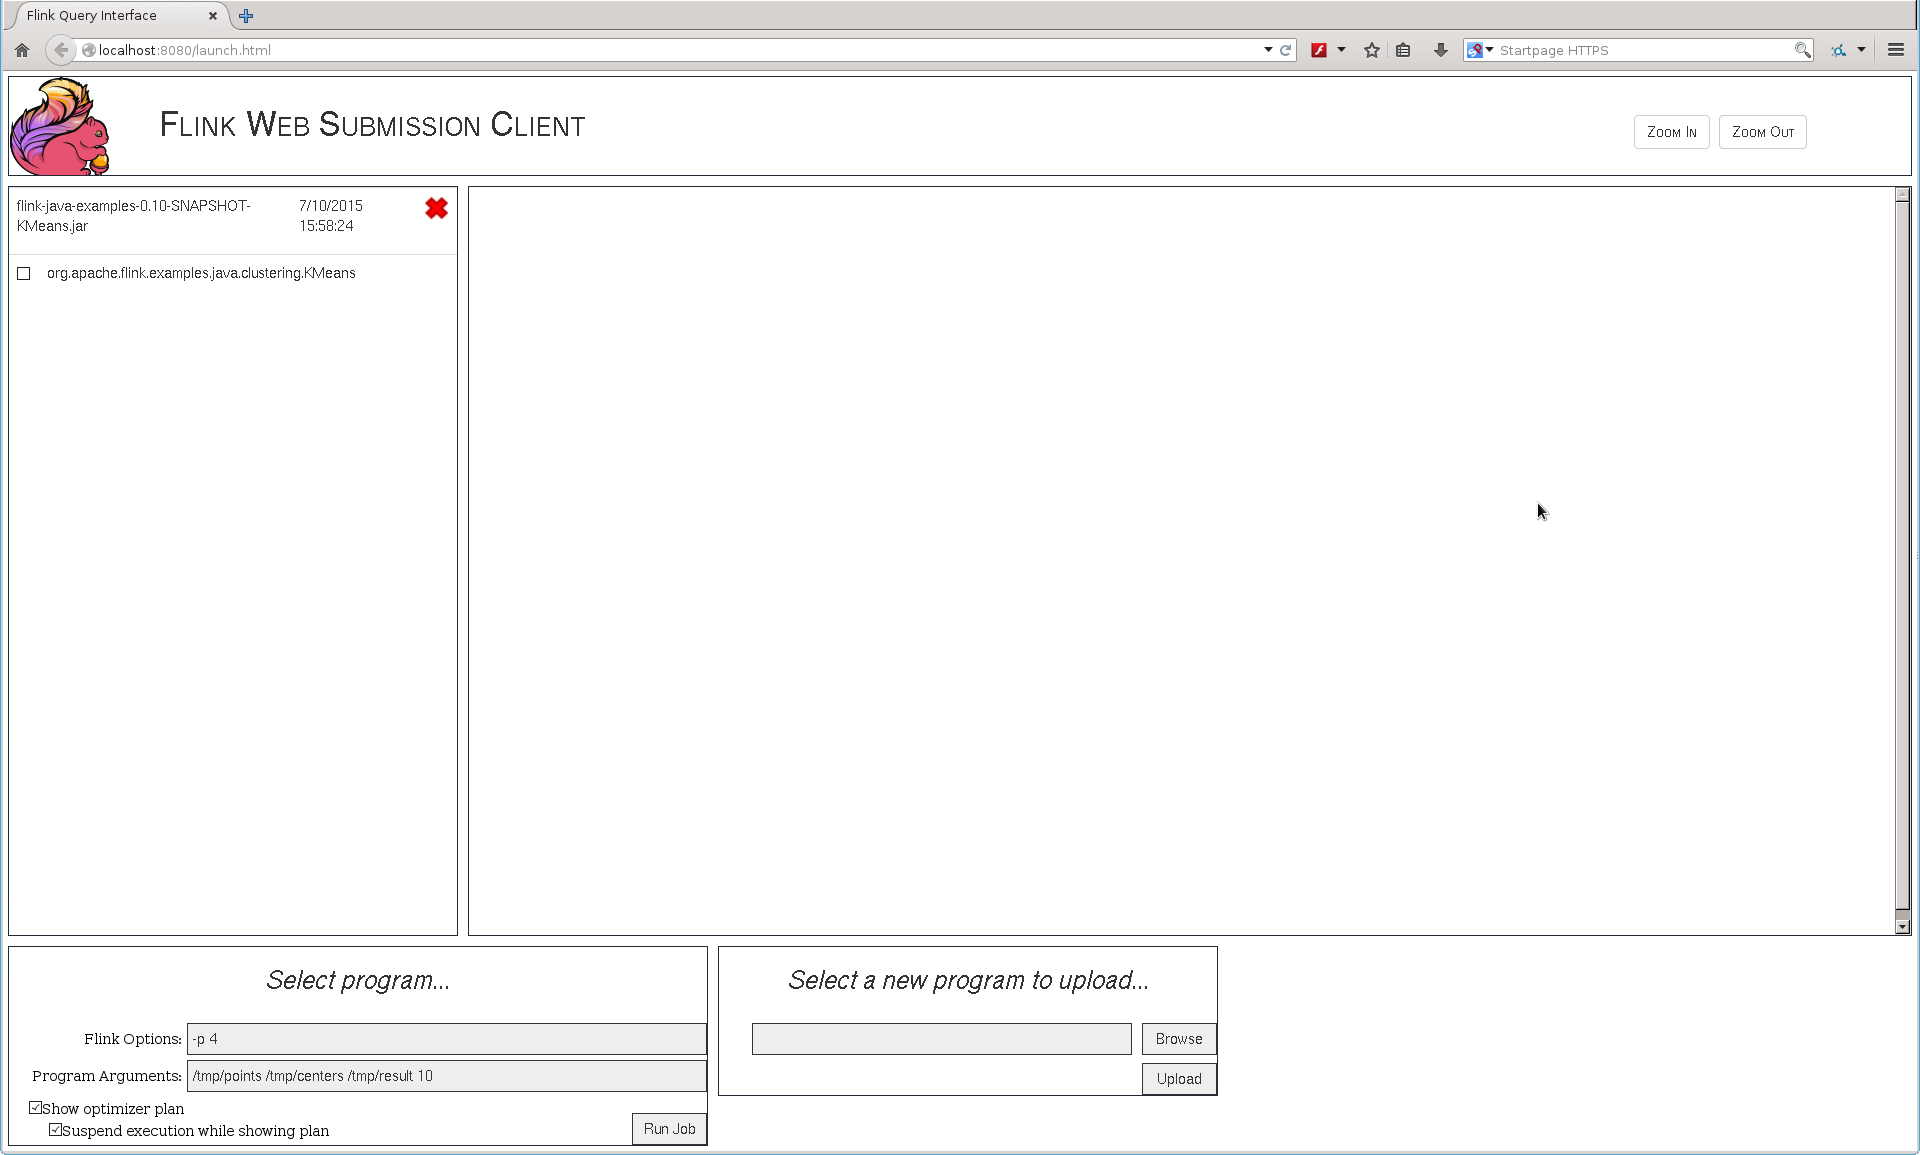 Flink Query Interface
localhost:8080/launch.html
Startpage HTTPS
Flink Web Submission Client
Zoom In
Zoom Out
flink-java-examples-0.10-SNAPSHOT-
KMeans.jar
7/10/2015
15:58:24
org.apache.flink.examples.java.clustering.KMeans
Select program...
Flink Options:
-p 4
Program Arguments:
/tmp/points /tmp/centers /tmp/result 10
Show optimizer plan
Suspend execution while showing plan
Run Job
Select a new program to upload...
Browse
Upload